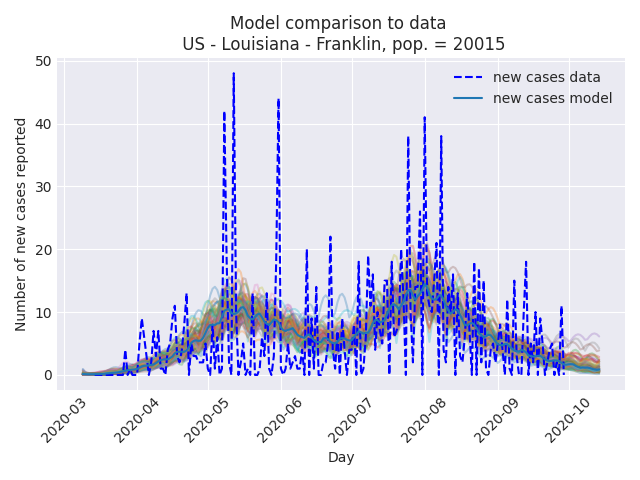 Model comparison to data
US - Louisiana - Franklin, pop. = 20015
new cases data
new cases model
Number of new cases reported
50
40
30
20
10
0
2020-03
2020-04
2020-05
2020-06
2020-07
2020-08
2020-09
2020-10
Day